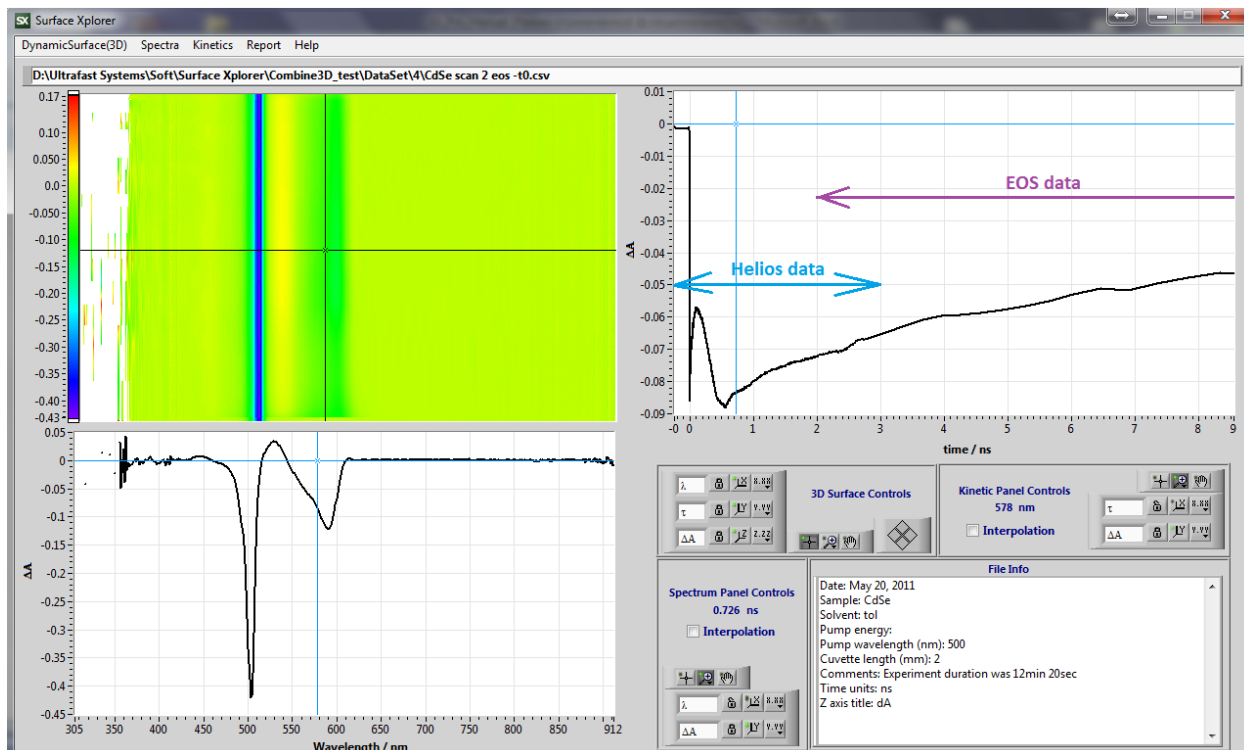 Surface Xplorer
DynamicSurface(3D) Spectra Kinetics Report Help
D:\Ultrafast Systems\Soft\Surface Xplorer\Combine3D_test\DataSet\4\CdSe scan 2 eos -t0.csv
0.17
0.10
0.050
0.0
-0.050
-0.10
-0.15
-0.20
-0.25
-0.30
-0.35
-0.43
0.01
0
-0.01
-0.02
-0.03
-0.04
-0.05
-0.06
-0.07
-0.08
-0.09
ΔA
EOS data
Helios data
-0 0 1 2 3 4 5 6 7 8 9
time / ns
0.05
0
-0.05
-0.1
-0.15
-0.2
-0.25
-0.3
-0.35
-0.4
-0.45
ΔA
305 350 400 450 500 550 600 650 700 750 800 850 912
Wavelength / nm
λ
τ
ΔA
3D Surface Controls
Kinetic Panel Controls
578 nm
Interpolation
τ
ΔA
Spectrum Panel Controls
0.726 ns
Interpolation
λ
ΔA
File Info
Date: May 20, 2011
Sample: CdSe
Solvent: tol
Pump energy:
Pump wavelength (nm): 500
Cuvette length (mm): 2
Comments: Experiment duration was 12min 20sec
Time units: ns
Z axis title: dA